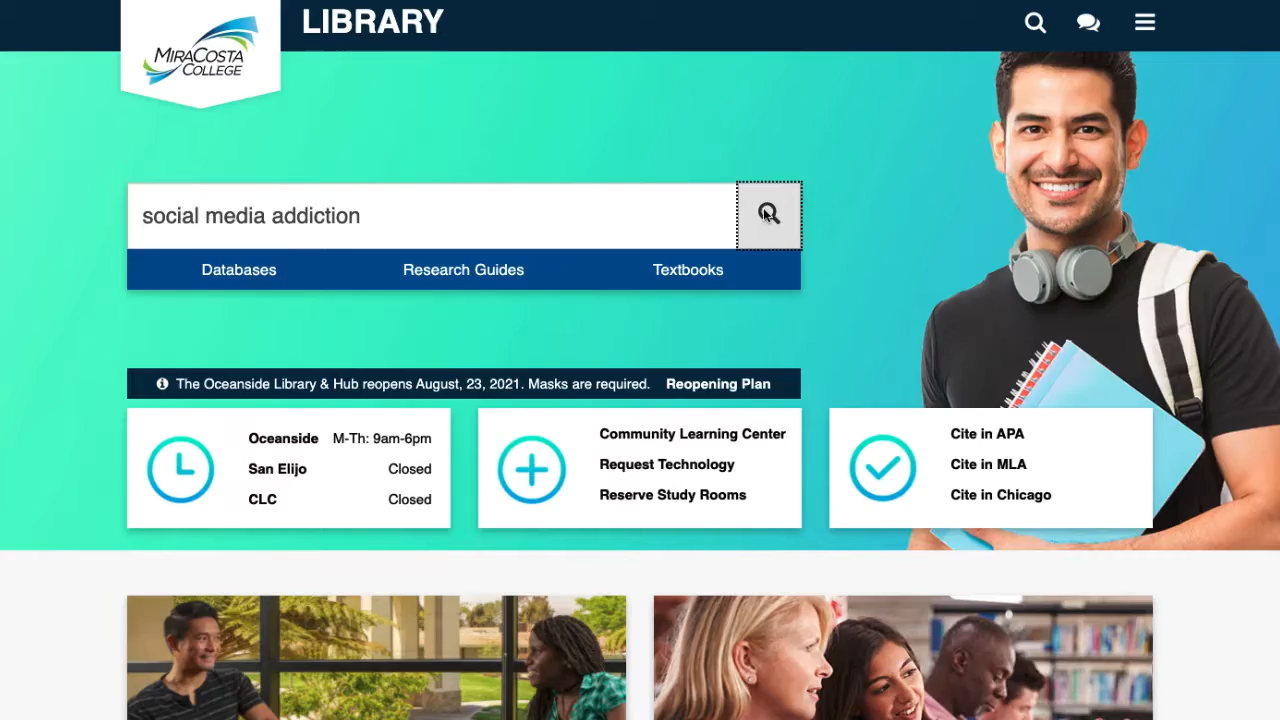 MIRACOSTA
COLLEGE
LIBRARY
social media addiction
Databases
Research Guides
Textbooks
The Oceanside Library & Hub reopens August, 23, 2021. Masks are required. Reopening Plan
Oceanside M-Th: 9am-6pm
San Elijo Closed
CLC Closed
Community Learning Center
Request Technology
Reserve Study Rooms
Cite in APA
Cite in MLA
Cite in Chicago